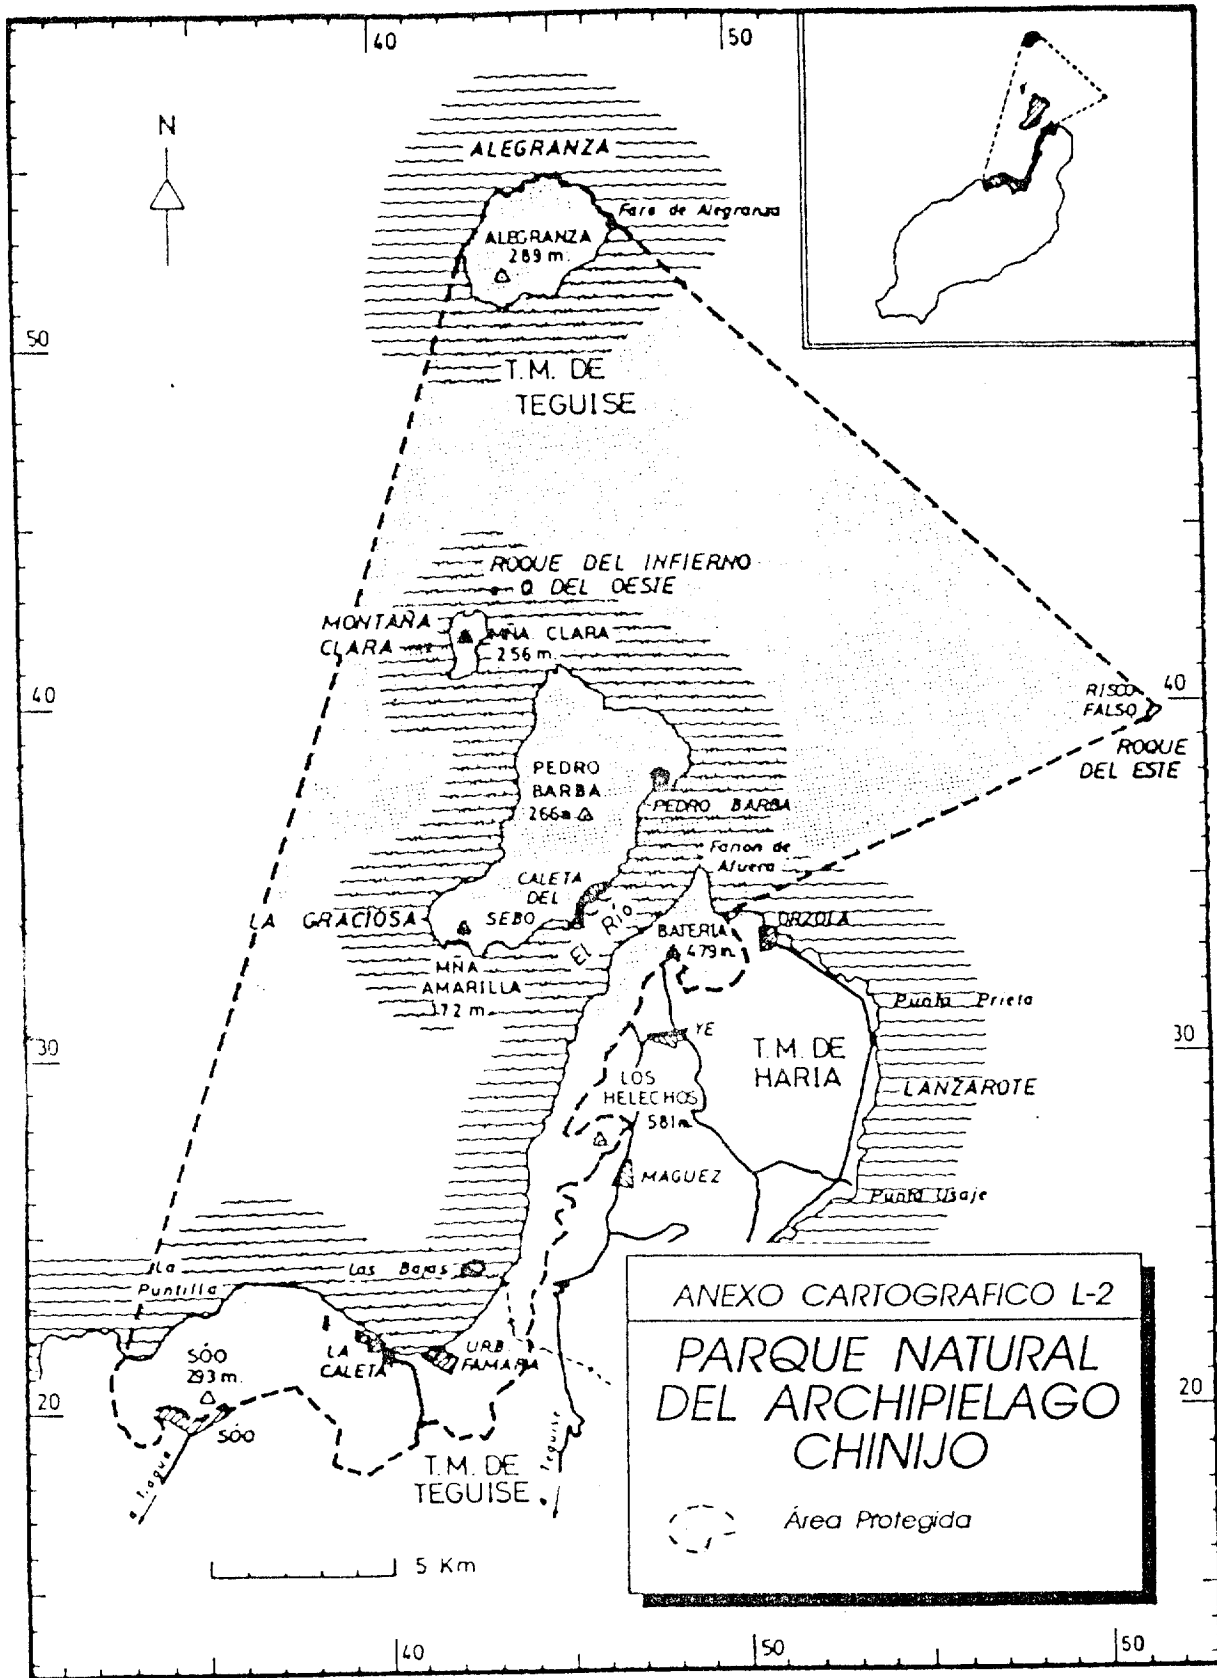 40
50
N
ALEGRANZA
Faro de Alegranza
ALEGRANZA
289 m.
50
T.M. DE
TEGUISE
ROQUE DEL INFIERNO
O DEL OESTE
MONTAÑA
CLARA
MÑA. CLARA
256 m.
40
RISCO
FALSO
40
ROQUE
DEL ESTE
PEDRO
BARBA
266 m
PEDRO BARBA
Farion de
Afuera
CALETA
DEL
SEBO
LA GRACIOSA
El Río
BATERIA
479 m.
ORZOLA
MÑA
AMARILLA
172 m.
Punta Prieta
YE
30
T.M. DE
HARIA
30
LOS
HELECHOS
581 m.
LANZAROTE
MAGUEZ
Punta Usaje
La
Puntilla
Las Bajas
ANEXO CARTOGRAFICO L-2
PARQUE NATURAL
DEL ARCHIPIELAGO
CHINIJO
Área Protegida
SÓO
293 m.
LA
CALETA
URB.
FAMARA
20
SÓO
20
a Tiagua
T.M. DE
TEGUISE
a Teguise
5 Km
40
50
50